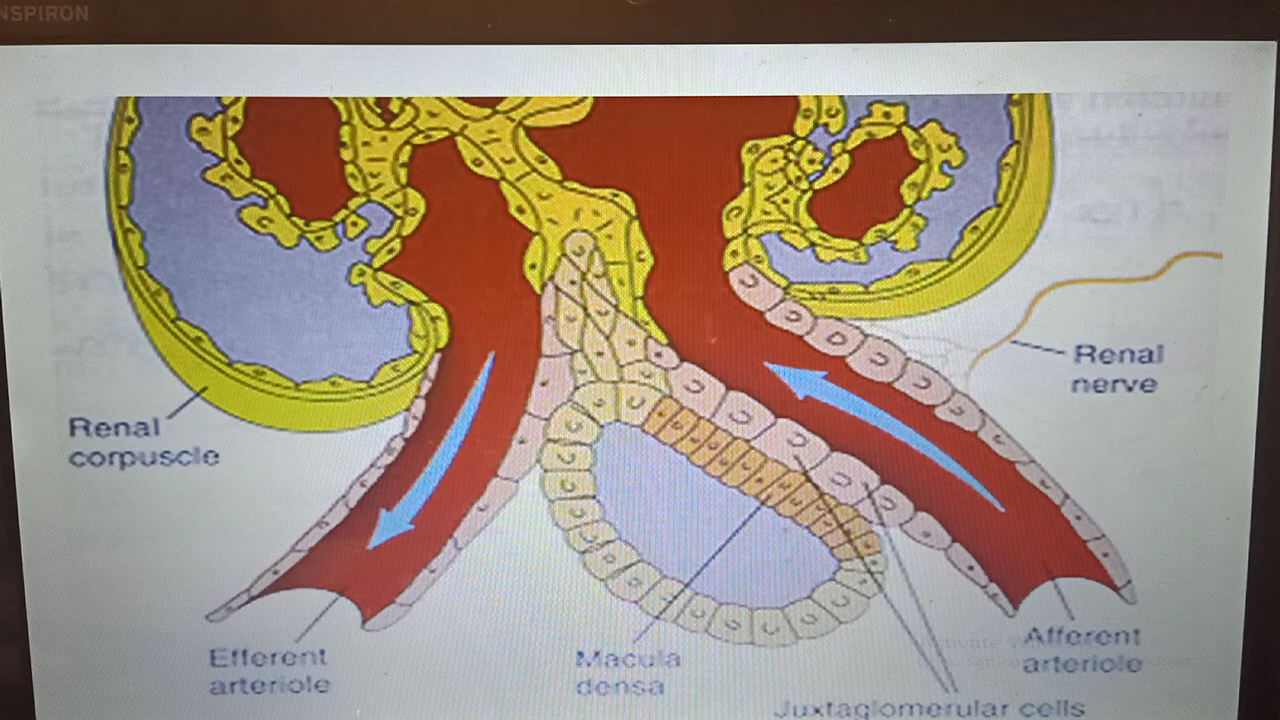 NSPIRON
Renal
nerve
Renal
corpuscle
Efferent
arteriole
Macula
densa
Afferent
arteriole
Juxtaglomerular cells